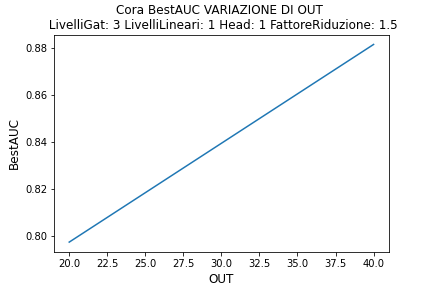 Cora BestAUC VARIAZIONE DI OUT
LivelliGat: 3 LivelliLineari: 1 Head: 1 FattoreRiduzione: 1.5
BestAUC
0.88
0.86
0.84
0.82
0.80
20.0 22.5 25.0 27.5 30.0 32.5 35.0 37.5 40.0
OUT